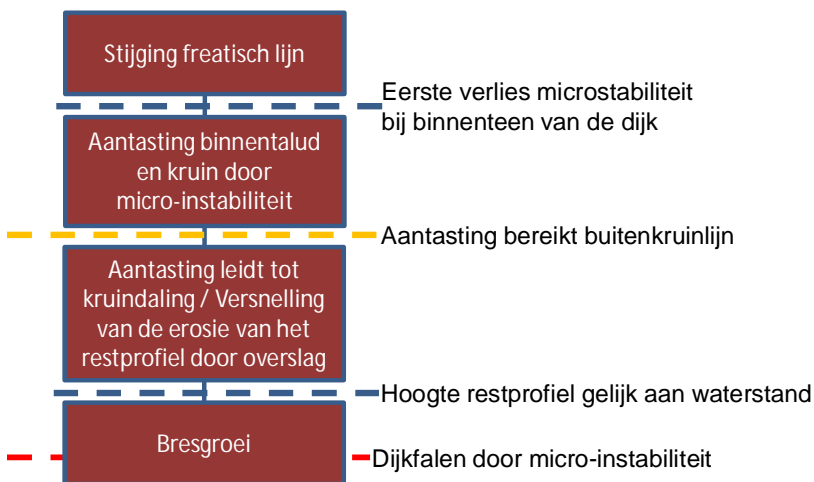 Stijging freatisch lijn
Eerste verlies microstabiliteit
bij binnenteen van de dijk
Aantasting binnentalud
en kruin door
micro-instabiliteit
Aantasting bereikt buitenkruinlijn
Aantasting leidt tot
kruindaling / Versnelling
van de erosie van het
restprofiel door overslag
Hoogte restprofiel gelijk aan waterstand
Bresgroei
Dijkfalen door micro-instabiliteit